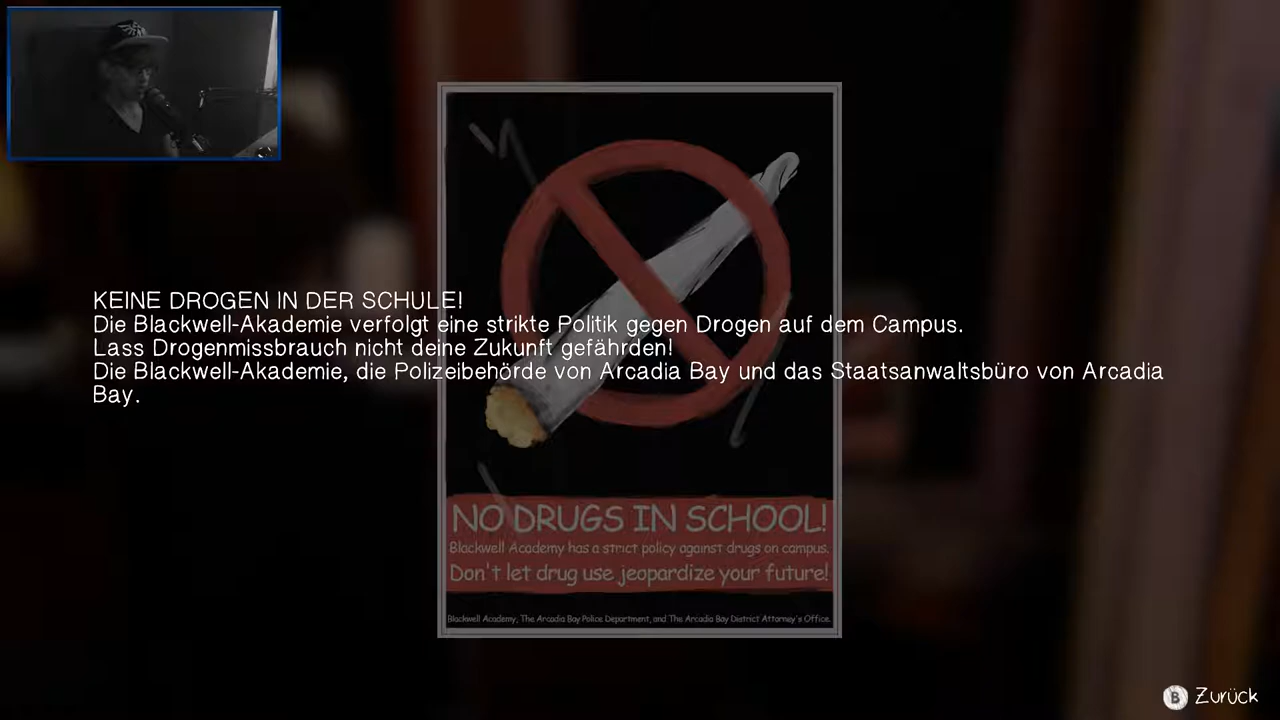 KEINE DROGEN IN DER SCHULE!
Die Blackwell-Akademie verfolgt eine strikte Politik gegen Drogen auf dem Campus.
Lass Drogenmissbrauch nicht deine Zukunft gefährden!
Die Blackwell-Akademie, die Polizeibehörde von Arcadia Bay und das Staatsanwaltsbüro von Arcadia
Bay.
NO DRUGS IN SCHOOL!
Blackwell Academy has a strict policy against drugs on campus.
Don't let drug use jeopardize your future!
Blackwell Academy, The Arcadia Bay Police Department, and The Arcadia Bay District Attorney's Office.
B Zurück